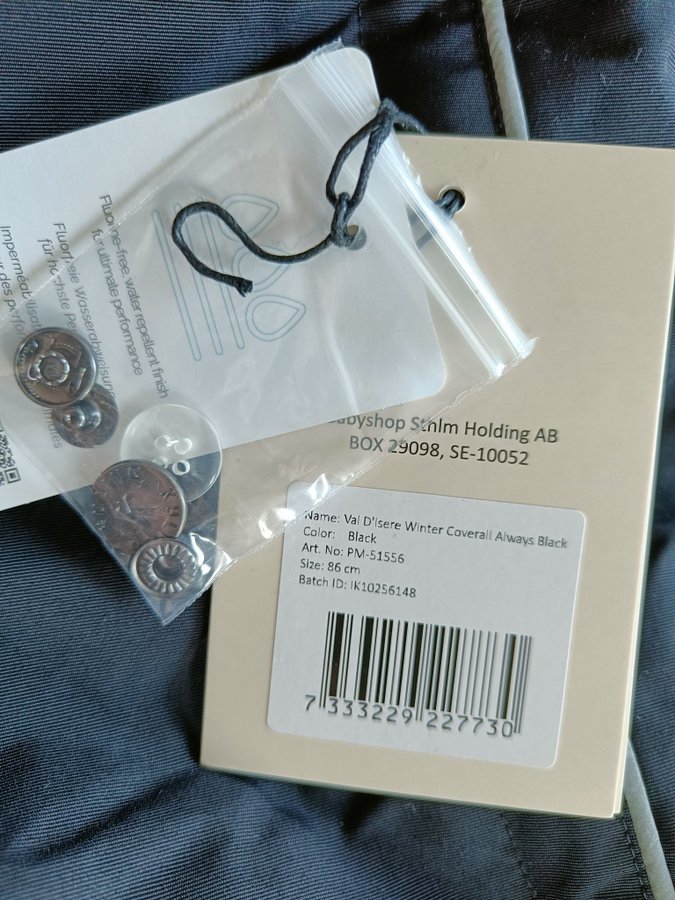 Fluorine-free, water repellent finish
for ultimate performance
Fluorfreie Wasserabweisung
für höchste
Babyshop Sthlm Holding AB
BOX 29098, SE-10052
Name: Val D'Isere Winter Coverall Always Black
Color: Black
Art. No: PM-51556
Size: 86 cm
Batch ID: IK10256148
7 333229 227730